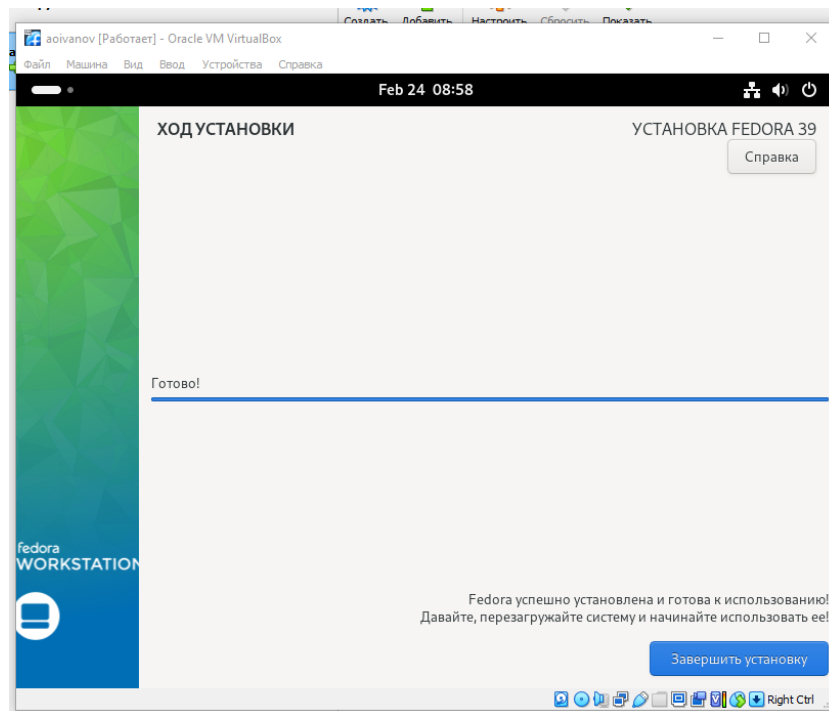 Создать Добавить Настроить Сбросить Показать
aoivanov [Работает] - Oracle VM VirtualBox
Файл Машина Вид Ввод Устройства Справка
Feb 24 08:58
ХОД УСТАНОВКИ
УСТАНОВКА FEDORA 39
Справка
Готово!
fedora
WORKSTATION
Fedora успешно установлена и готова к использованию!
Давайте, перезагружайте систему и начинайте использовать ее!
Завершить установку
Right Ctrl